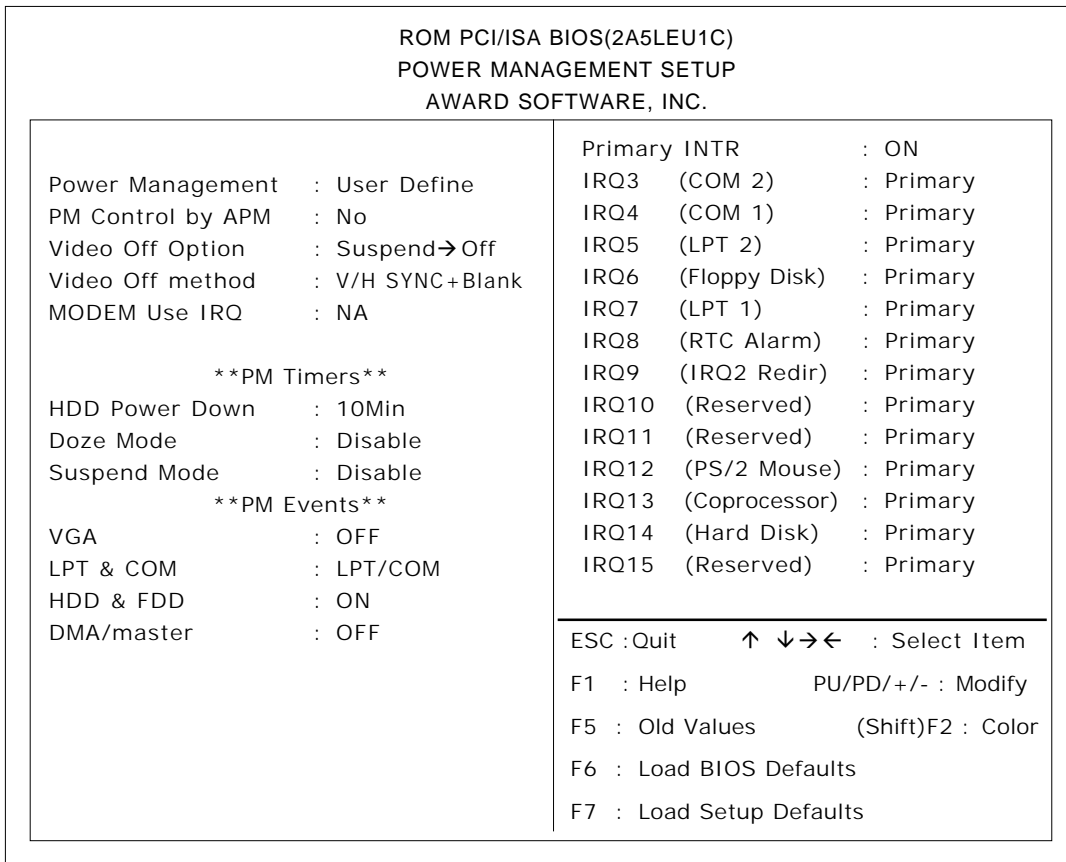 ROM PCI/ISA BIOS(2A5LEU1C)
POWER MANAGEMENT SETUP
AWARD SOFTWARE, INC.
Power Management : User Define
PM Control by APM : No
Video Off Option : Suspend→Off
Video Off method : V/H SYNC+Blank
MODEM Use IRQ : NA
**PM Timers**
HDD Power Down : 10Min
Doze Mode : Disable
Suspend Mode : Disable
**PM Events**
VGA : OFF
LPT & COM : LPT/COM
HDD & FDD : ON
DMA/master : OFF
Primary INTR : ON
IRQ3 (COM 2) : Primary
IRQ4 (COM 1) : Primary
IRQ5 (LPT 2) : Primary
IRQ6 (Floppy Disk) : Primary
IRQ7 (LPT 1) : Primary
IRQ8 (RTC Alarm) : Primary
IRQ9 (IRQ2 Redir) : Primary
IRQ10 (Reserved) : Primary
IRQ11 (Reserved) : Primary
IRQ12 (PS/2 Mouse) : Primary
IRQ13 (Coprocessor) : Primary
IRQ14 (Hard Disk) : Primary
IRQ15 (Reserved) : Primary
ESC :Quit ↑ ↓→← : Select Item
F1 : Help PU/PD/+/- : Modify
F5 : Old Values (Shift)F2 : Color
F6 : Load BIOS Defaults
F7 : Load Setup Defaults